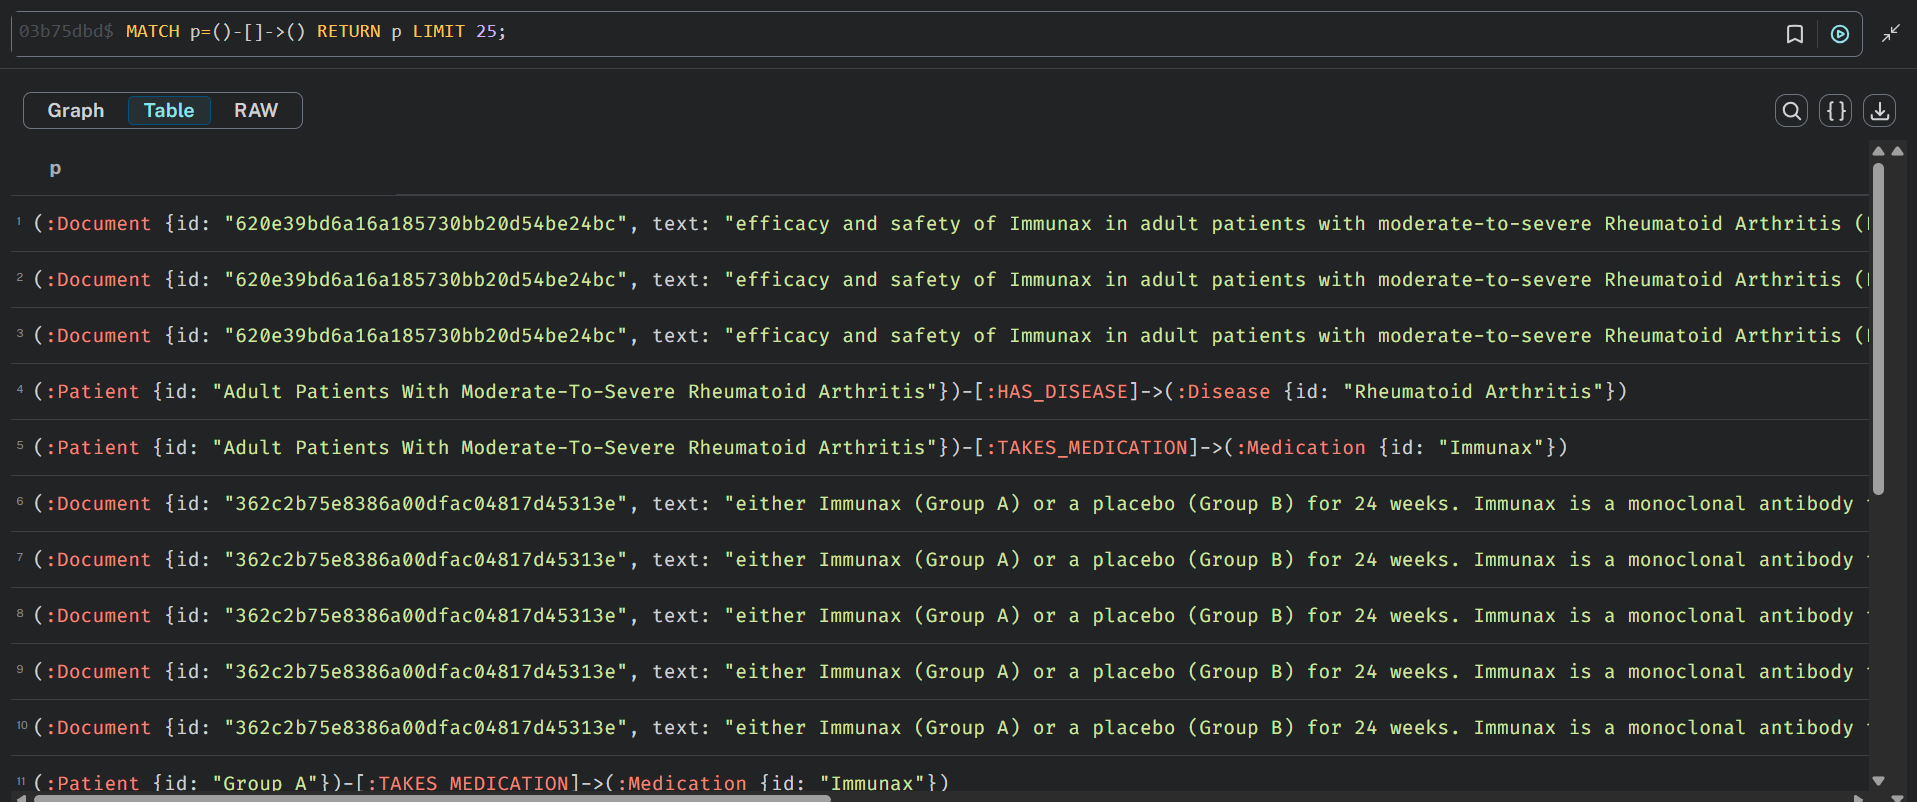 03b75dbd$ MATCH p=()-[]->() RETURN p LIMIT 25;
Graph Table RAW
{}
p
1 (:Document {id: "620e39bd6a16a185730bb20d54be24bc", text: "efficacy and safety of Immunax in adult patients with moderate-to-severe Rheumatoid Arthritis (
2 (:Document {id: "620e39bd6a16a185730bb20d54be24bc", text: "efficacy and safety of Immunax in adult patients with moderate-to-severe Rheumatoid Arthritis (
3 (:Document {id: "620e39bd6a16a185730bb20d54be24bc", text: "efficacy and safety of Immunax in adult patients with moderate-to-severe Rheumatoid Arthritis (
4 (:Patient {id: "Adult Patients With Moderate-To-Severe Rheumatoid Arthritis"})-[:HAS_DISEASE]->(:Disease {id: "Rheumatoid Arthritis"})
5 (:Patient {id: "Adult Patients With Moderate-To-Severe Rheumatoid Arthritis"})-[:TAKES_MEDICATION]->(:Medication {id: "Immunax"})
6 (:Document {id: "362c2b75e8386a00dfac04817d45313e", text: "either Immunax (Group A) or a placebo (Group B) for 24 weeks. Immunax is a monoclonal antibody
7 (:Document {id: "362c2b75e8386a00dfac04817d45313e", text: "either Immunax (Group A) or a placebo (Group B) for 24 weeks. Immunax is a monoclonal antibody
8 (:Document {id: "362c2b75e8386a00dfac04817d45313e", text: "either Immunax (Group A) or a placebo (Group B) for 24 weeks. Immunax is a monoclonal antibody
9 (:Document {id: "362c2b75e8386a00dfac04817d45313e", text: "either Immunax (Group A) or a placebo (Group B) for 24 weeks. Immunax is a monoclonal antibody
10 (:Document {id: "362c2b75e8386a00dfac04817d45313e", text: "either Immunax (Group A) or a placebo (Group B) for 24 weeks. Immunax is a monoclonal antibody
11 (:Patient {id: "Group A"})-[:TAKES_MEDICATION]->(:Medication {id: "Immunax"})